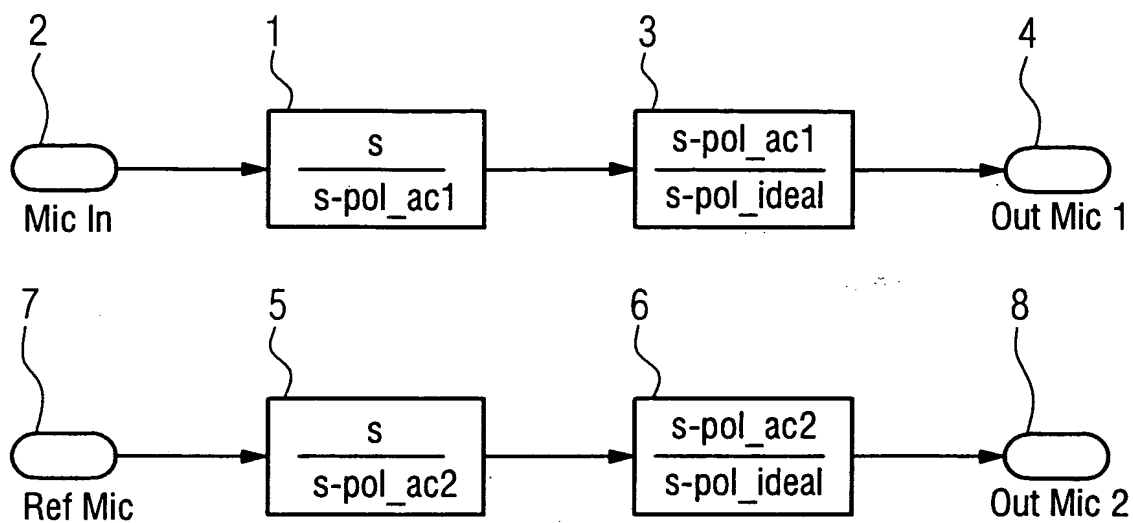 2
1
3
4
s
s-pol_ac1
s-pol_ac1
s-pol_ideal
Mic In
Out Mic 1
7
5
6
8
s
s-pol_ac2
s-pol_ac2
s-pol_ideal
Ref Mic
Out Mic 2